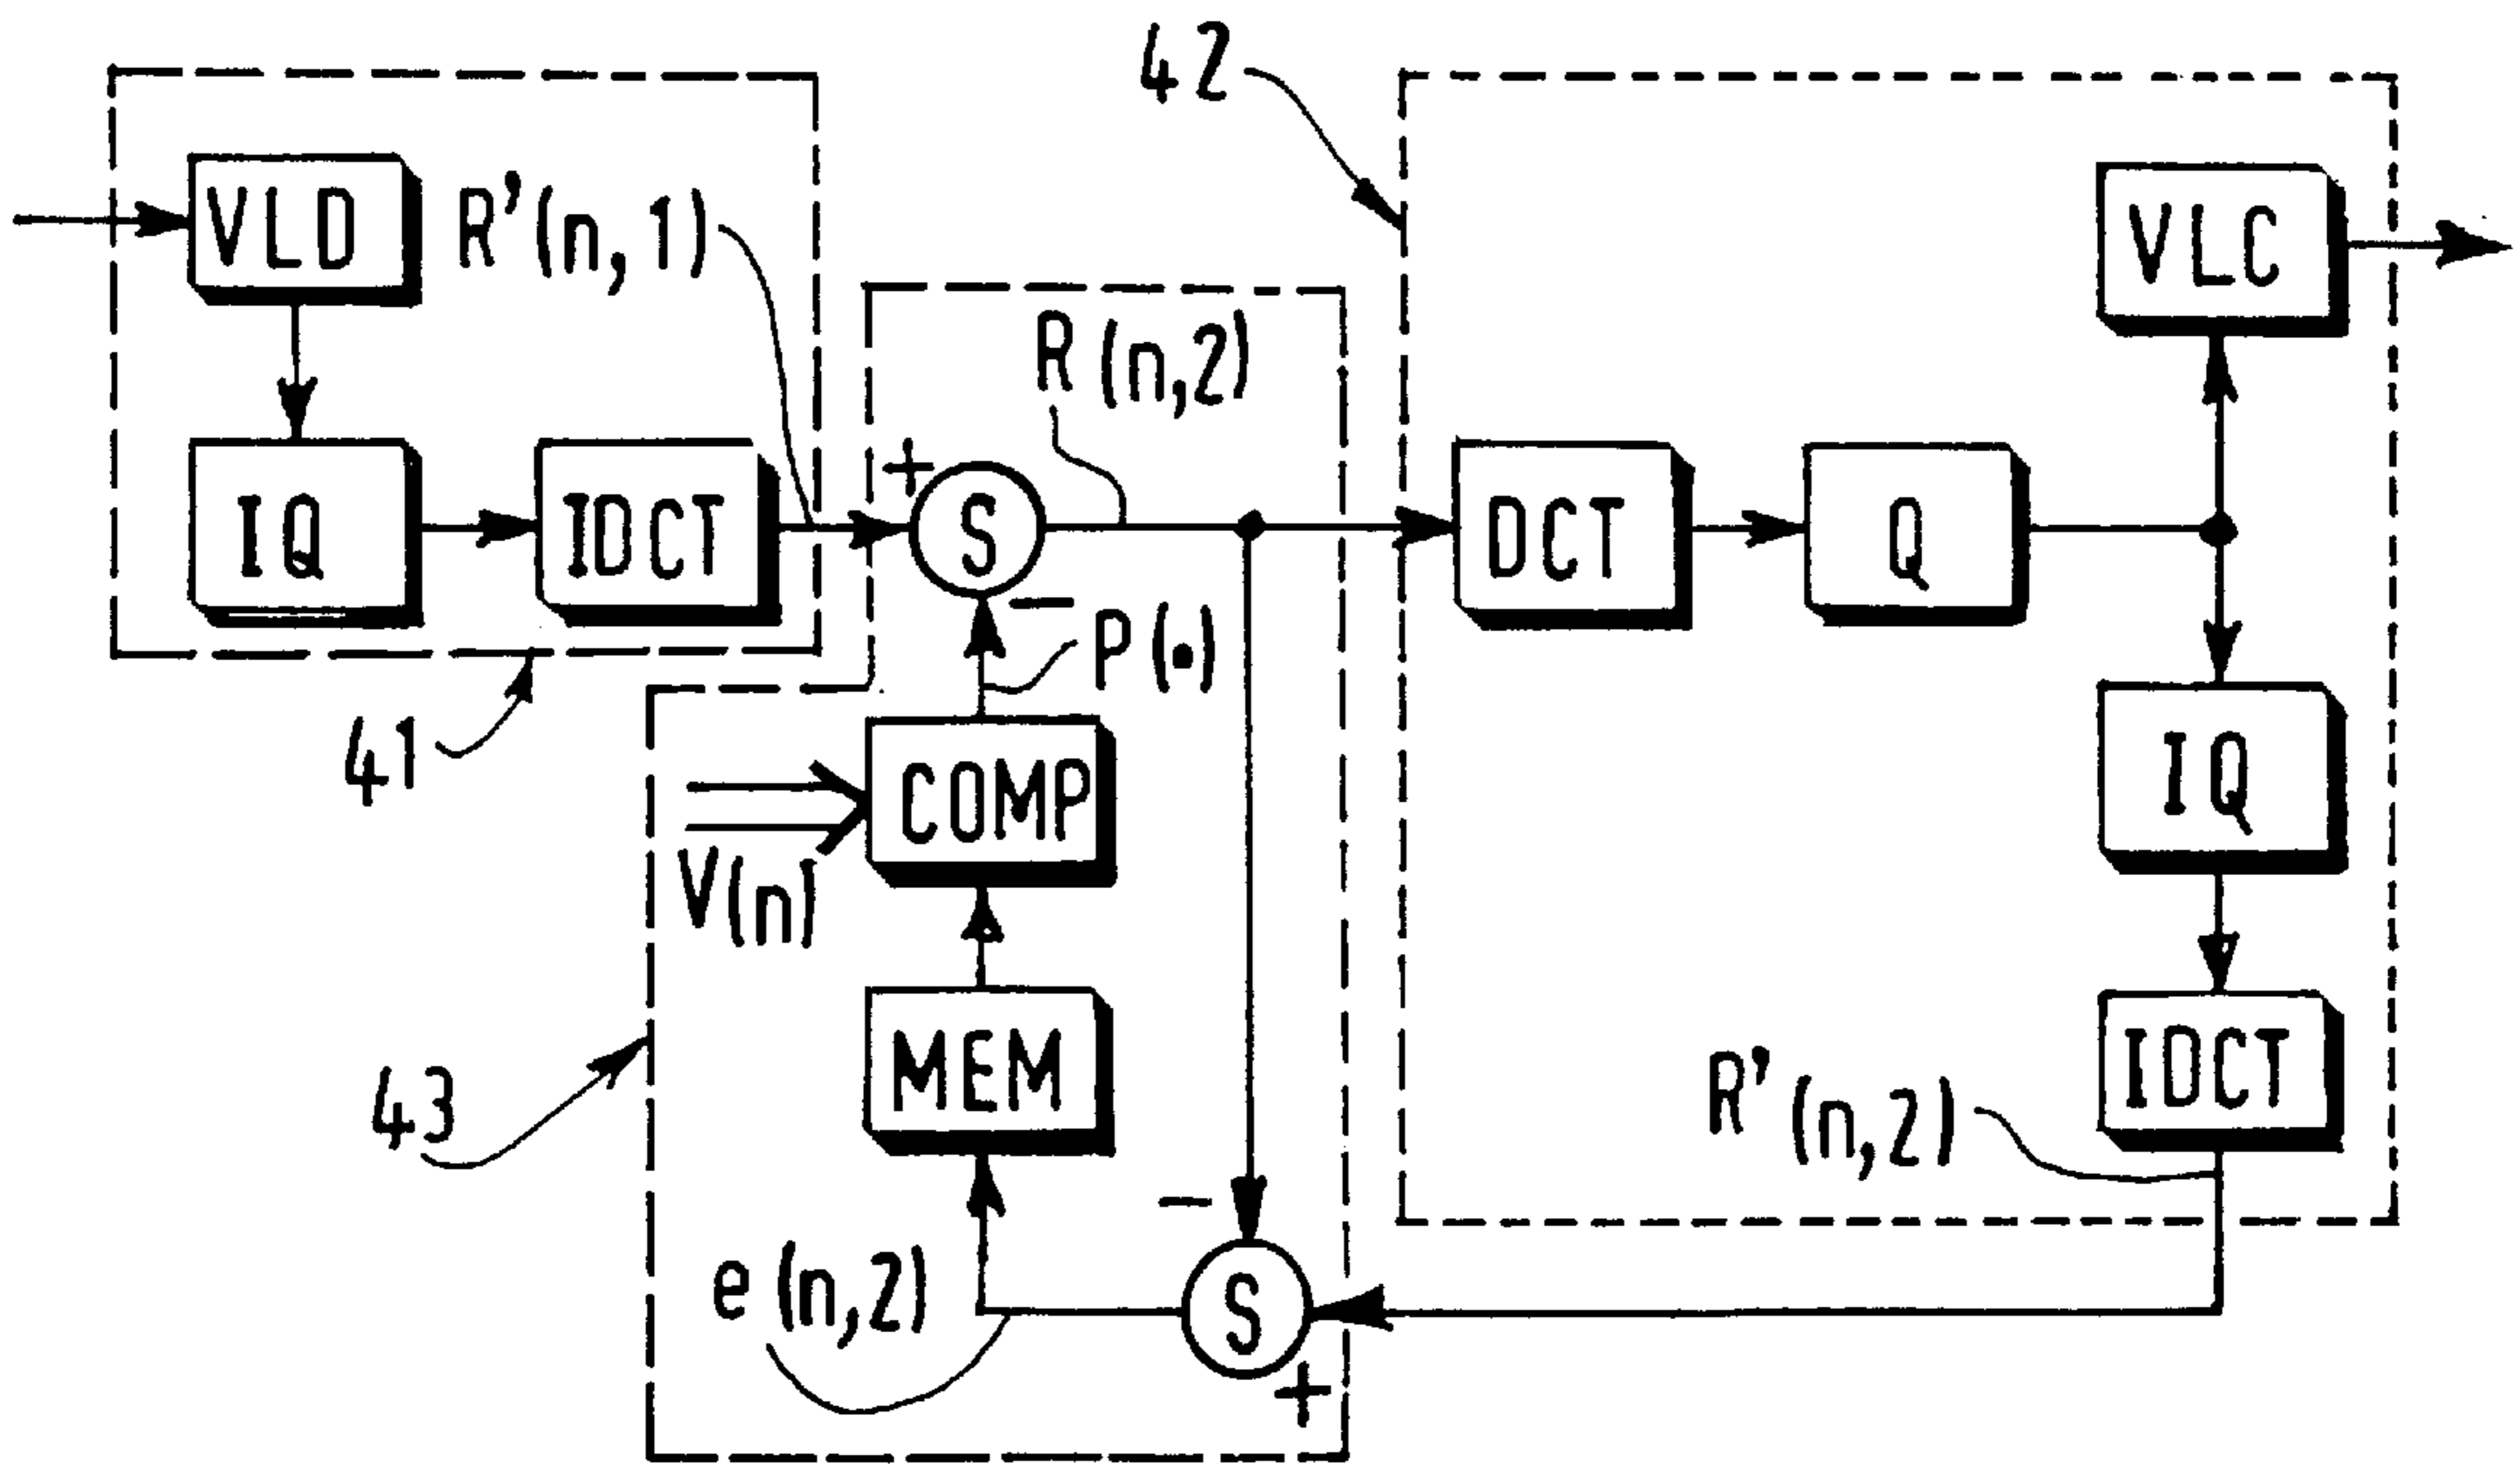 42
VLD
R'(n,1)
VLC
R(n,2)
+
IQ
IDCT
S
DCT
Q
−
P(•)
41
COMP
V(n)
IQ
MEM
IDCT
43
R'(n,2)
−
e(n,2)
S
+